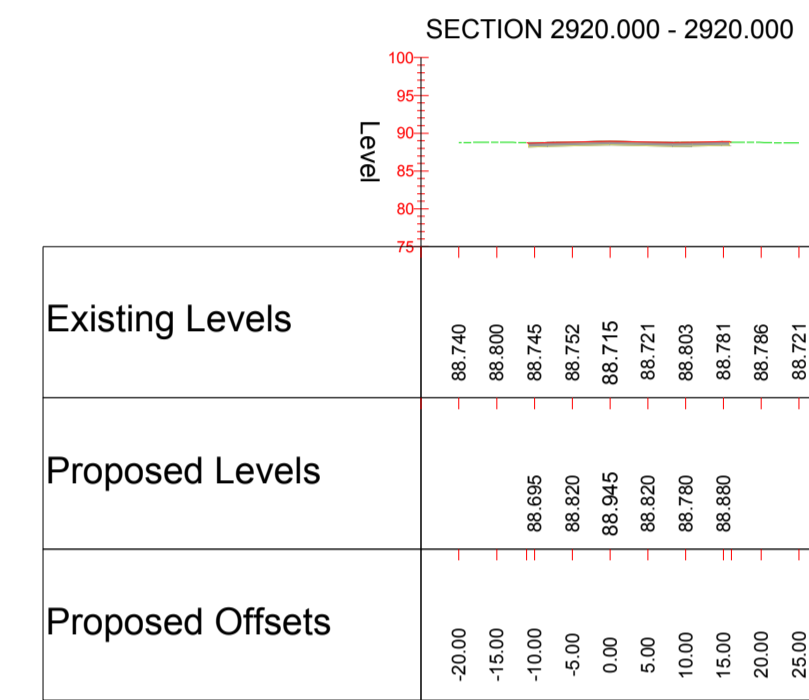 SECTION 2920.000 - 2920.000
100
95
90
85
80
75
Level
Existing Levels
88.740 88.800 88.745 88.752 88.715 88.721 88.803 88.781 88.786 88.721
Proposed Levels
88.695 88.820 88.945 88.820 88.780 88.880
Proposed Offsets
-20.00 -15.00 -10.00 -5.00 0.00 5.00 10.00 15.00 20.00 25.00